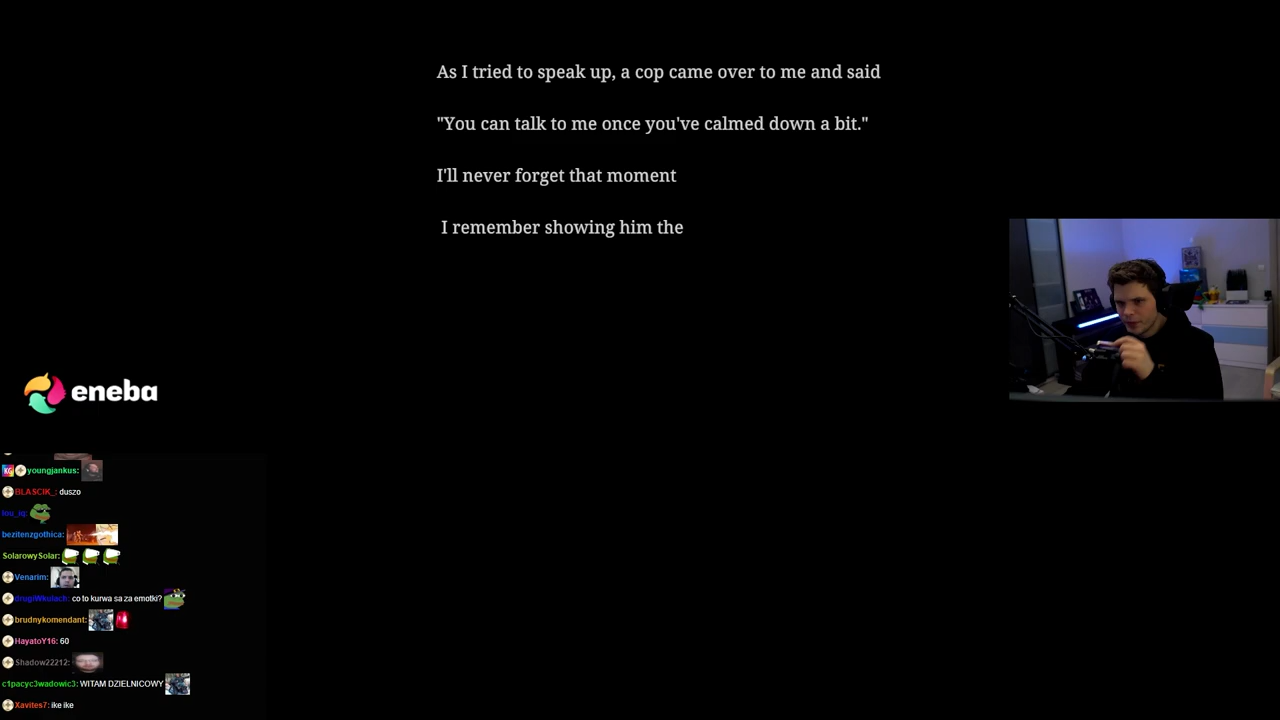 As I tried to speak up, a cop came over to me and said
"You can talk to me once you've calmed down a bit."
I'll never forget that moment
I remember showing him the
eneba
youngjankus:
BLASCIK_: duszo
lou_iq:
bezitenzgothica:
SolarowySolar:
Venarim:
drugiWkulach: co to kurwa sa za emotki?
brudnykomendant:
HayatoY16: 60
Shadow22212:
c1pacyc3wadowic3: WITAM DZIELNICOWY
Xavites7: ike ike